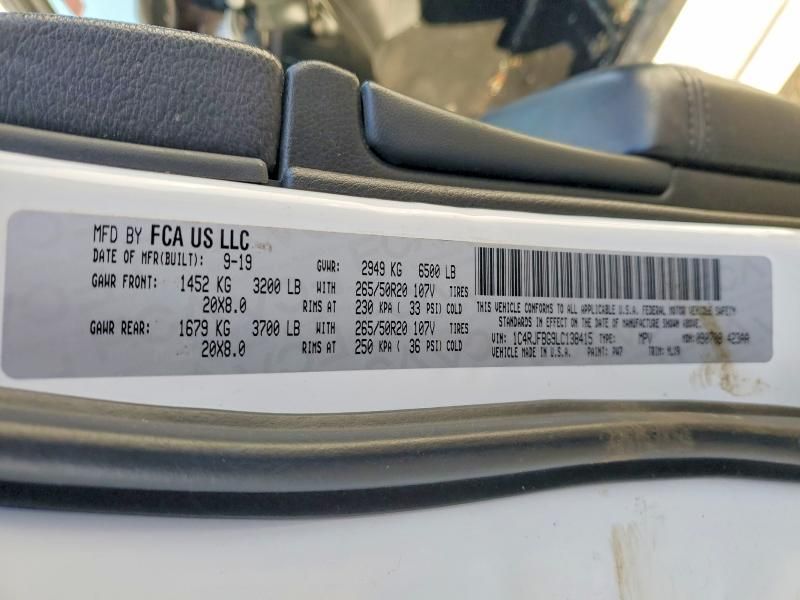 MFD BY FCA US LLC
DATE OF MFR(BUILT): 9-19 GVWR: 2949 KG 6500 LB
GAWR FRONT: 1452 KG 3200 LB WITH 265/50R20 107V TIRES
20X8.0 RIMS AT 230 KPA ( 33 PSI) COLD
GAWR REAR: 1679 KG 3700 LB WITH 265/50R20 107V TIRES
20X8.0 RIMS AT 250 KPA ( 36 PSI) COLD
THIS VEHICLE CONFORMS TO ALL APPLICABLE U.S.A. FEDERAL MOTOR VEHICLE SAFETY
STANDARDS IN EFFECT ON THE DATE OF MANUFACTURE SHOWN ABOVE.
VIN: 1C4RJFBG9LC138415 TYPE: MPV MDH:
VEHICLE MADE IN U.S.A. PAINT: PW7 TRIM: